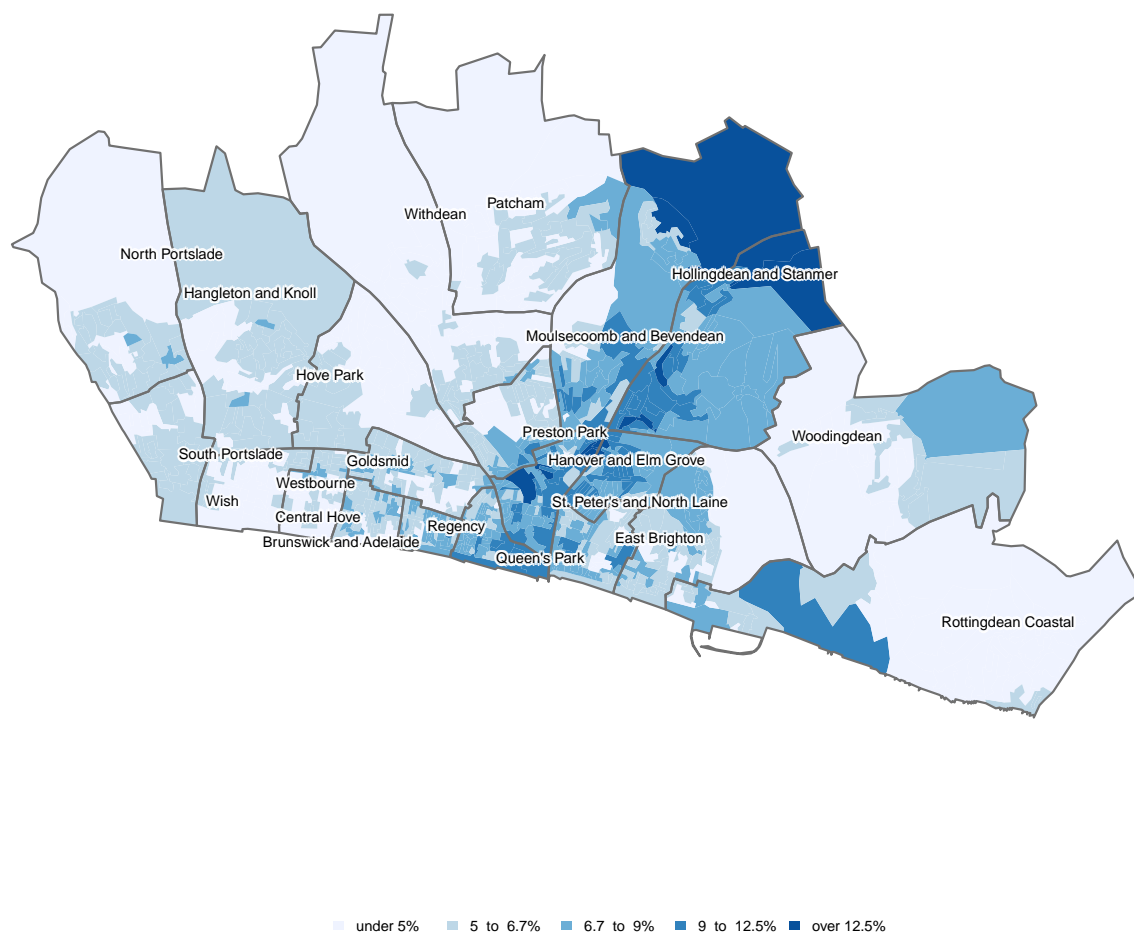 Patcham
Withdean
North Portslade
Hollingdean and Stanmer
Hangleton and Knoll
Moulsecoomb and Bevendean
Hove Park
Preston Park
Woodingdean
South Portslade
Goldsmid
Hanover and Elm Grove
Westbourne
Wish
St. Peter's and North Laine
Central Hove
Regency
Brunswick and Adelaide
East Brighton
Queen's Park
Rottingdean Coastal
under 5% 5 to 6.7% 6.7 to 9% 9 to 12.5% over 12.5%